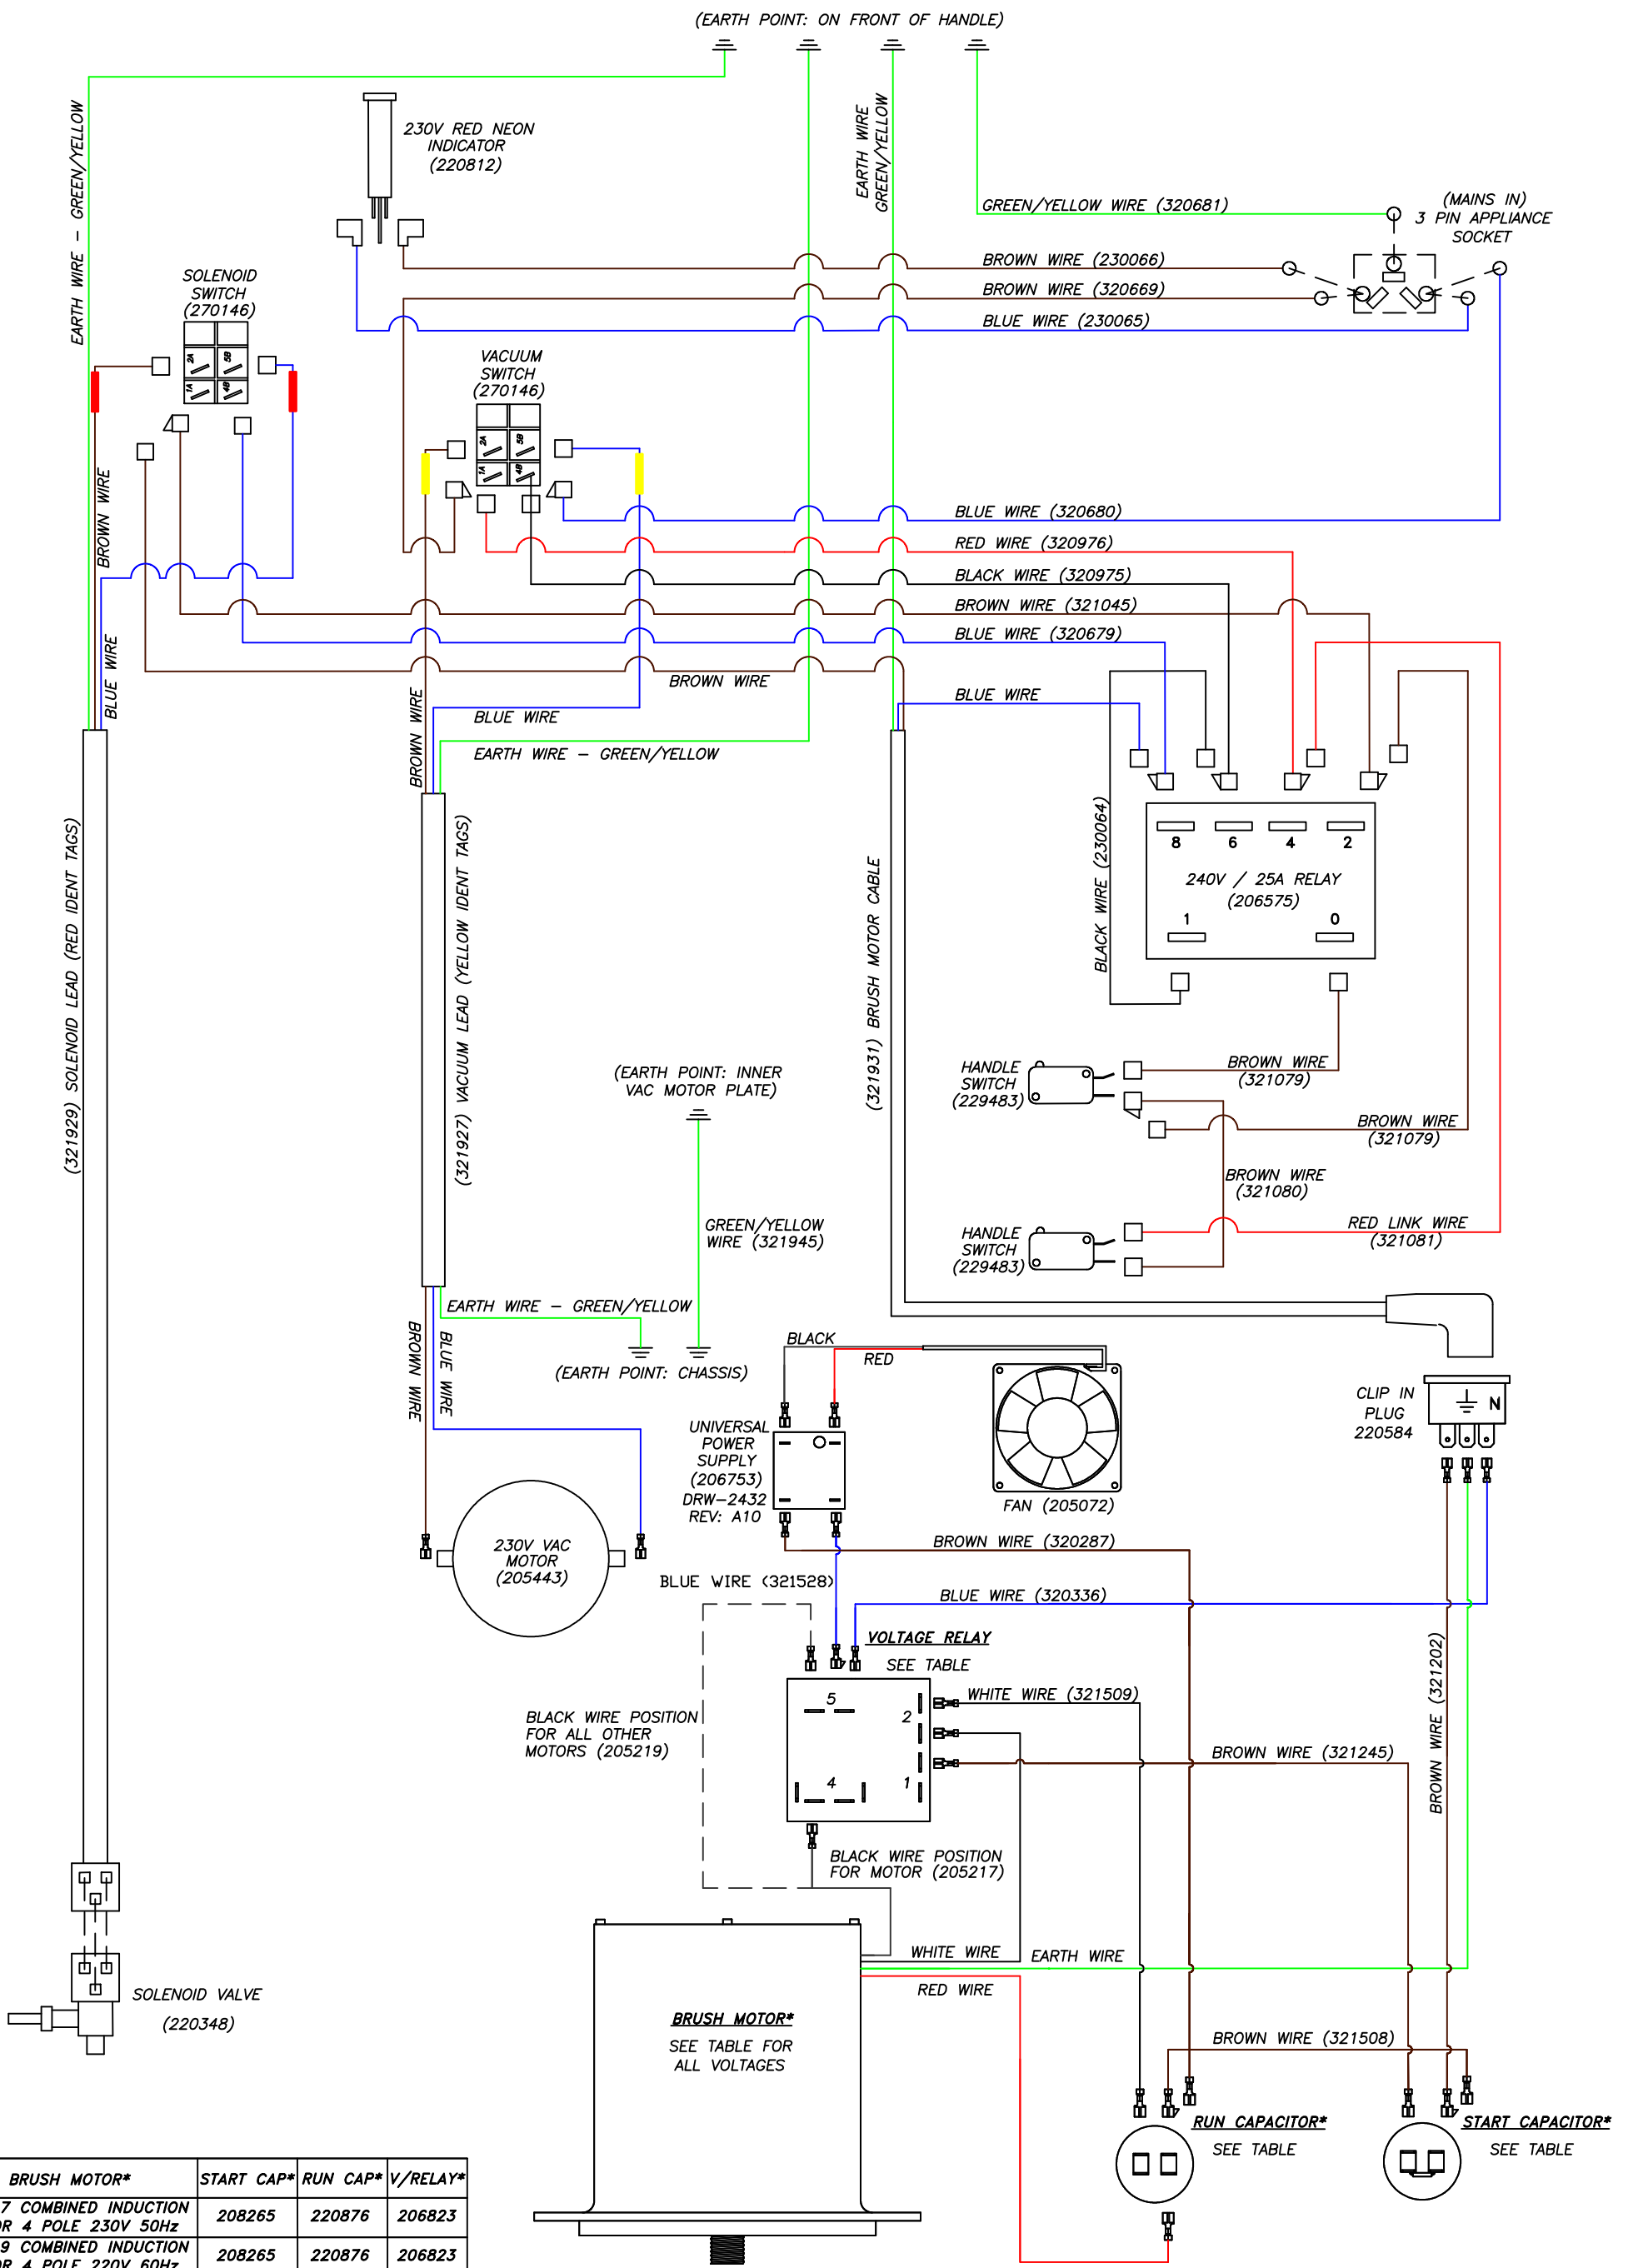 (EARTH POINT: ON FRONT OF HANDLE)
EARTH WIRE – GREEN/YELLOW
230V RED NEON
INDICATOR
(220812)
EARTH WIRE
GREEN/YELLOW
GREEN/YELLOW WIRE (320681)
(MAINS IN)
3 PIN APPLIANCE
SOCKET
BROWN WIRE (230066)
BROWN WIRE (320669)
BLUE WIRE (230065)
SOLENOID
SWITCH
(270146)
2A
5B
1A
4B
VACUUM
SWITCH
(270146)
2A
5B
1A
4B
BROWN WIRE
BLUE WIRE
BLUE WIRE (320680)
RED WIRE (320976)
BLACK WIRE (320975)
BROWN WIRE (321045)
BLUE WIRE (320679)
BROWN WIRE
BLUE WIRE
BROWN WIRE
BLUE WIRE
EARTH WIRE – GREEN/YELLOW
(321929) SOLENOID LEAD (RED IDENT TAGS)
(321927) VACUUM LEAD (YELLOW IDENT TAGS)
(321931) BRUSH MOTOR CABLE
BLACK WIRE (230064)
8
6
4
2
240V / 25A RELAY
(206575)
1
0
(EARTH POINT: INNER
VAC MOTOR PLATE)
HANDLE
SWITCH
(229483)
BROWN WIRE
(321079)
BROWN WIRE
(321079)
BROWN WIRE
(321080)
GREEN/YELLOW
WIRE (321945)
HANDLE
SWITCH
(229483)
RED LINK WIRE
(321081)
EARTH WIRE – GREEN/YELLOW
BROWN WIRE
BLUE WIRE
(EARTH POINT: CHASSIS)
BLACK
RED
CLIP IN
PLUG
220584
N
UNIVERSAL
POWER
SUPPLY
(206753)
DRW–2432
REV: A10
FAN (205072)
230V VAC
MOTOR
(205443)
BROWN WIRE (320287)
BLUE WIRE (321528)
BLUE WIRE (320336)
VOLTAGE RELAY
SEE TABLE
WHITE WIRE (321509)
5
2
4
1
BLACK WIRE POSITION
FOR ALL OTHER
MOTORS (205219)
BROWN WIRE (321202)
BROWN WIRE (321245)
BLACK WIRE POSITION
FOR MOTOR (205217)
WHITE WIRE
EARTH WIRE
RED WIRE
SOLENOID VALVE
(220348)
BRUSH MOTOR*
SEE TABLE FOR
ALL VOLTAGES
BROWN WIRE (321508)
RUN CAPACITOR*
SEE TABLE
START CAPACITOR*
SEE TABLE
BRUSH MOTOR* START CAP* RUN CAP* V/RELAY*
7 COMBINED INDUCTION
OR 4 POLE 230V 50Hz 208265 220876 206823
9 COMBINED INDUCTION
OR 4 POLE 220V 60Hz 208265 220876 206823